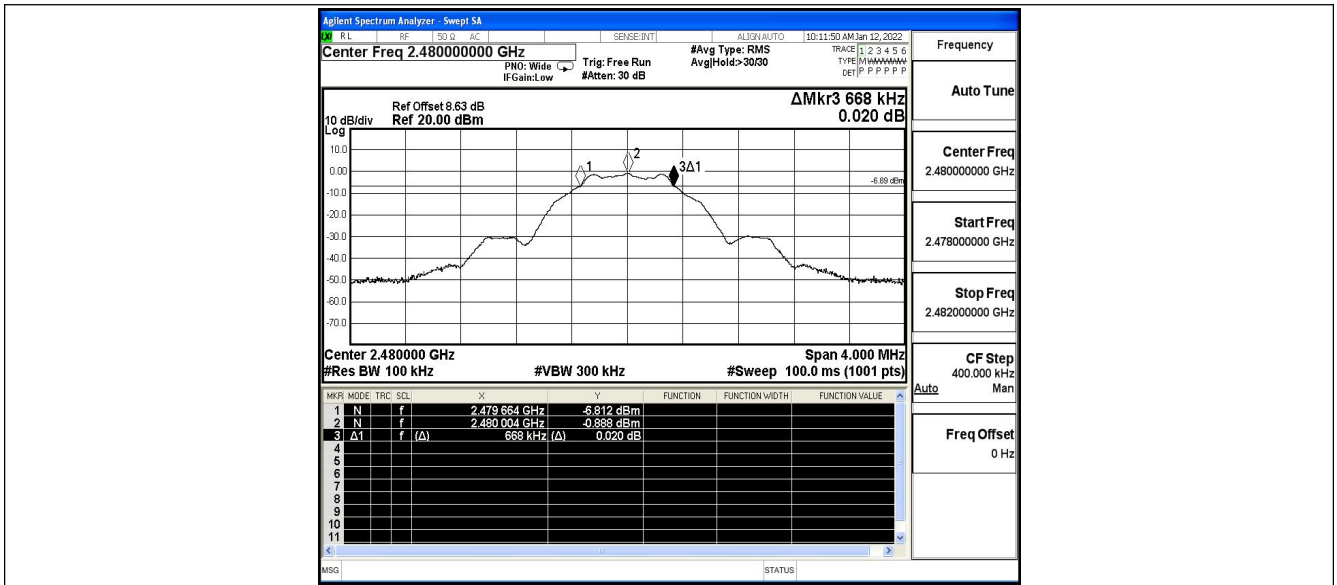 Agilent Spectrum Analyzer - Swept SA
LXI RL RF 50 Ω AC SENSE:INT ALIGN AUTO 10:11:50 AM Jan 12, 2022
Center Freq 2.480000000 GHz
PNO: Wide
IFGain:Low
Trig: Free Run
#Atten: 30 dB
#Avg Type: RMS
Avg|Hold:>30/30
TRACE 1 2 3 4 5 6
TYPE M W W W W W
DET P P P P P P
ΔMkr3 668 kHz
0.020 dB
Ref Offset 8.63 dB
10 dB/div Ref 20.00 dBm
Log
10.0
0.00
-10.0
-20.0
-30.0
-40.0
-50.0
-60.0
-70.0
1
2
3Δ1
-6.89 dBm
Center 2.480000 GHz Span 4.000 MHz
#Res BW 100 kHz #VBW 300 kHz #Sweep 100.0 ms (1001 pts)
MKR MODE TRC SCL X Y FUNCTION FUNCTION WIDTH FUNCTION VALUE
1 N f 2.479 664 GHz -6.812 dBm
2 N f 2.480 004 GHz -0.888 dBm
3 Δ1 f (Δ) 668 kHz (Δ) 0.020 dB
4
5
6
7
8
9
10
11
MSG STATUS
Frequency
Auto Tune
Center Freq
2.480000000 GHz
Start Freq
2.478000000 GHz
Stop Freq
2.482000000 GHz
CF Step
400.000 kHz
Auto Man
Freq Offset
0 Hz